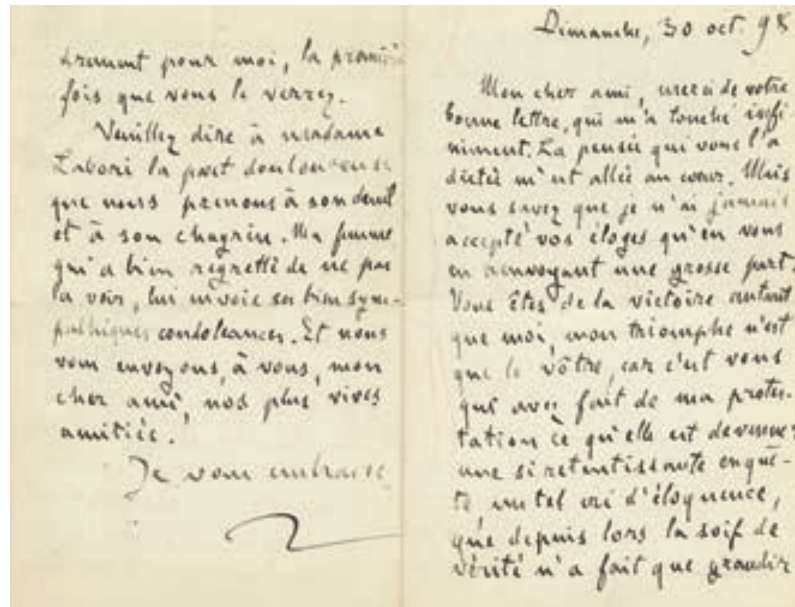 Dimanche, 30 oct. 98
Mon cher ami, merci de votre
bonne lettre, qui m'a touché infi
niment. La pensée qui vous l'a
dictée m'est allée au cœur. Mais
vous savez que je n'ai jamais
accepté vos éloges qu'en vous
en renvoyant une grosse part.
Vous êtes de la victoire autant
que moi, mon triomphe n'est
que le vôtre, car c'est vous
qui avez fait de ma protes-
tation ce qu'elle est devenue,
une si retentissante enquê-
te, un tel cri d'éloquence,
que depuis lors la soif de
vérité n'a fait que grandir
drement pour moi, la première
fois que vous le verrez.
Veuillez dire à madame
Labori la part douloureuse
que nous prenons à son deuil
et à son chagrin. Ma femme
qui a bien regretté de ne pas
la voir, lui envoie ses bien sym-
pathiques condoléances. Et nous
vous envoyons, à vous, mon
cher ami, nos plus vives
amitiés.
Je vous embrasse